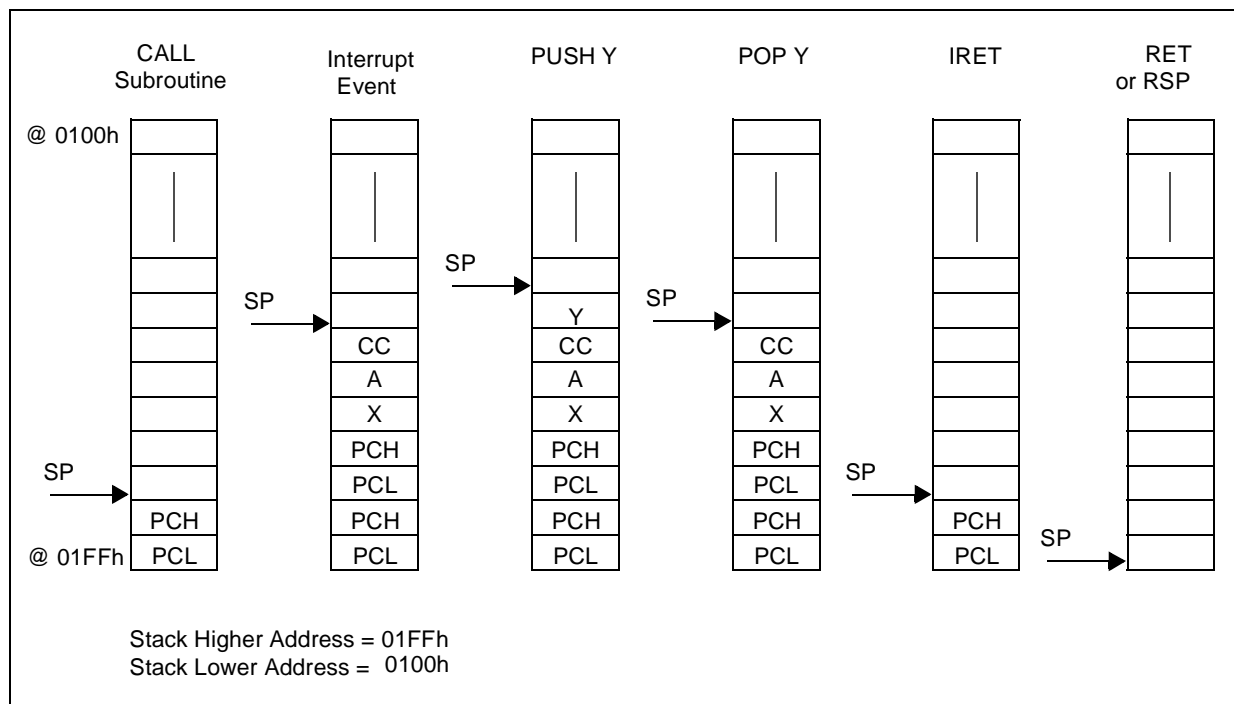 CALL
Subroutine
Interrupt
Event
PUSH Y
POP Y
IRET
RET
or RSP
@ 0100h
SP
PCH
@ 01FFh
PCL
SP
CC
A
X
PCH
PCL
PCH
PCL
SP
Y
CC
A
X
PCH
PCL
PCH
PCL
SP
CC
A
X
PCH
PCL
PCH
PCL
SP
PCH
PCL
SP
Stack Higher Address = 01FFh
Stack Lower Address = 0100h